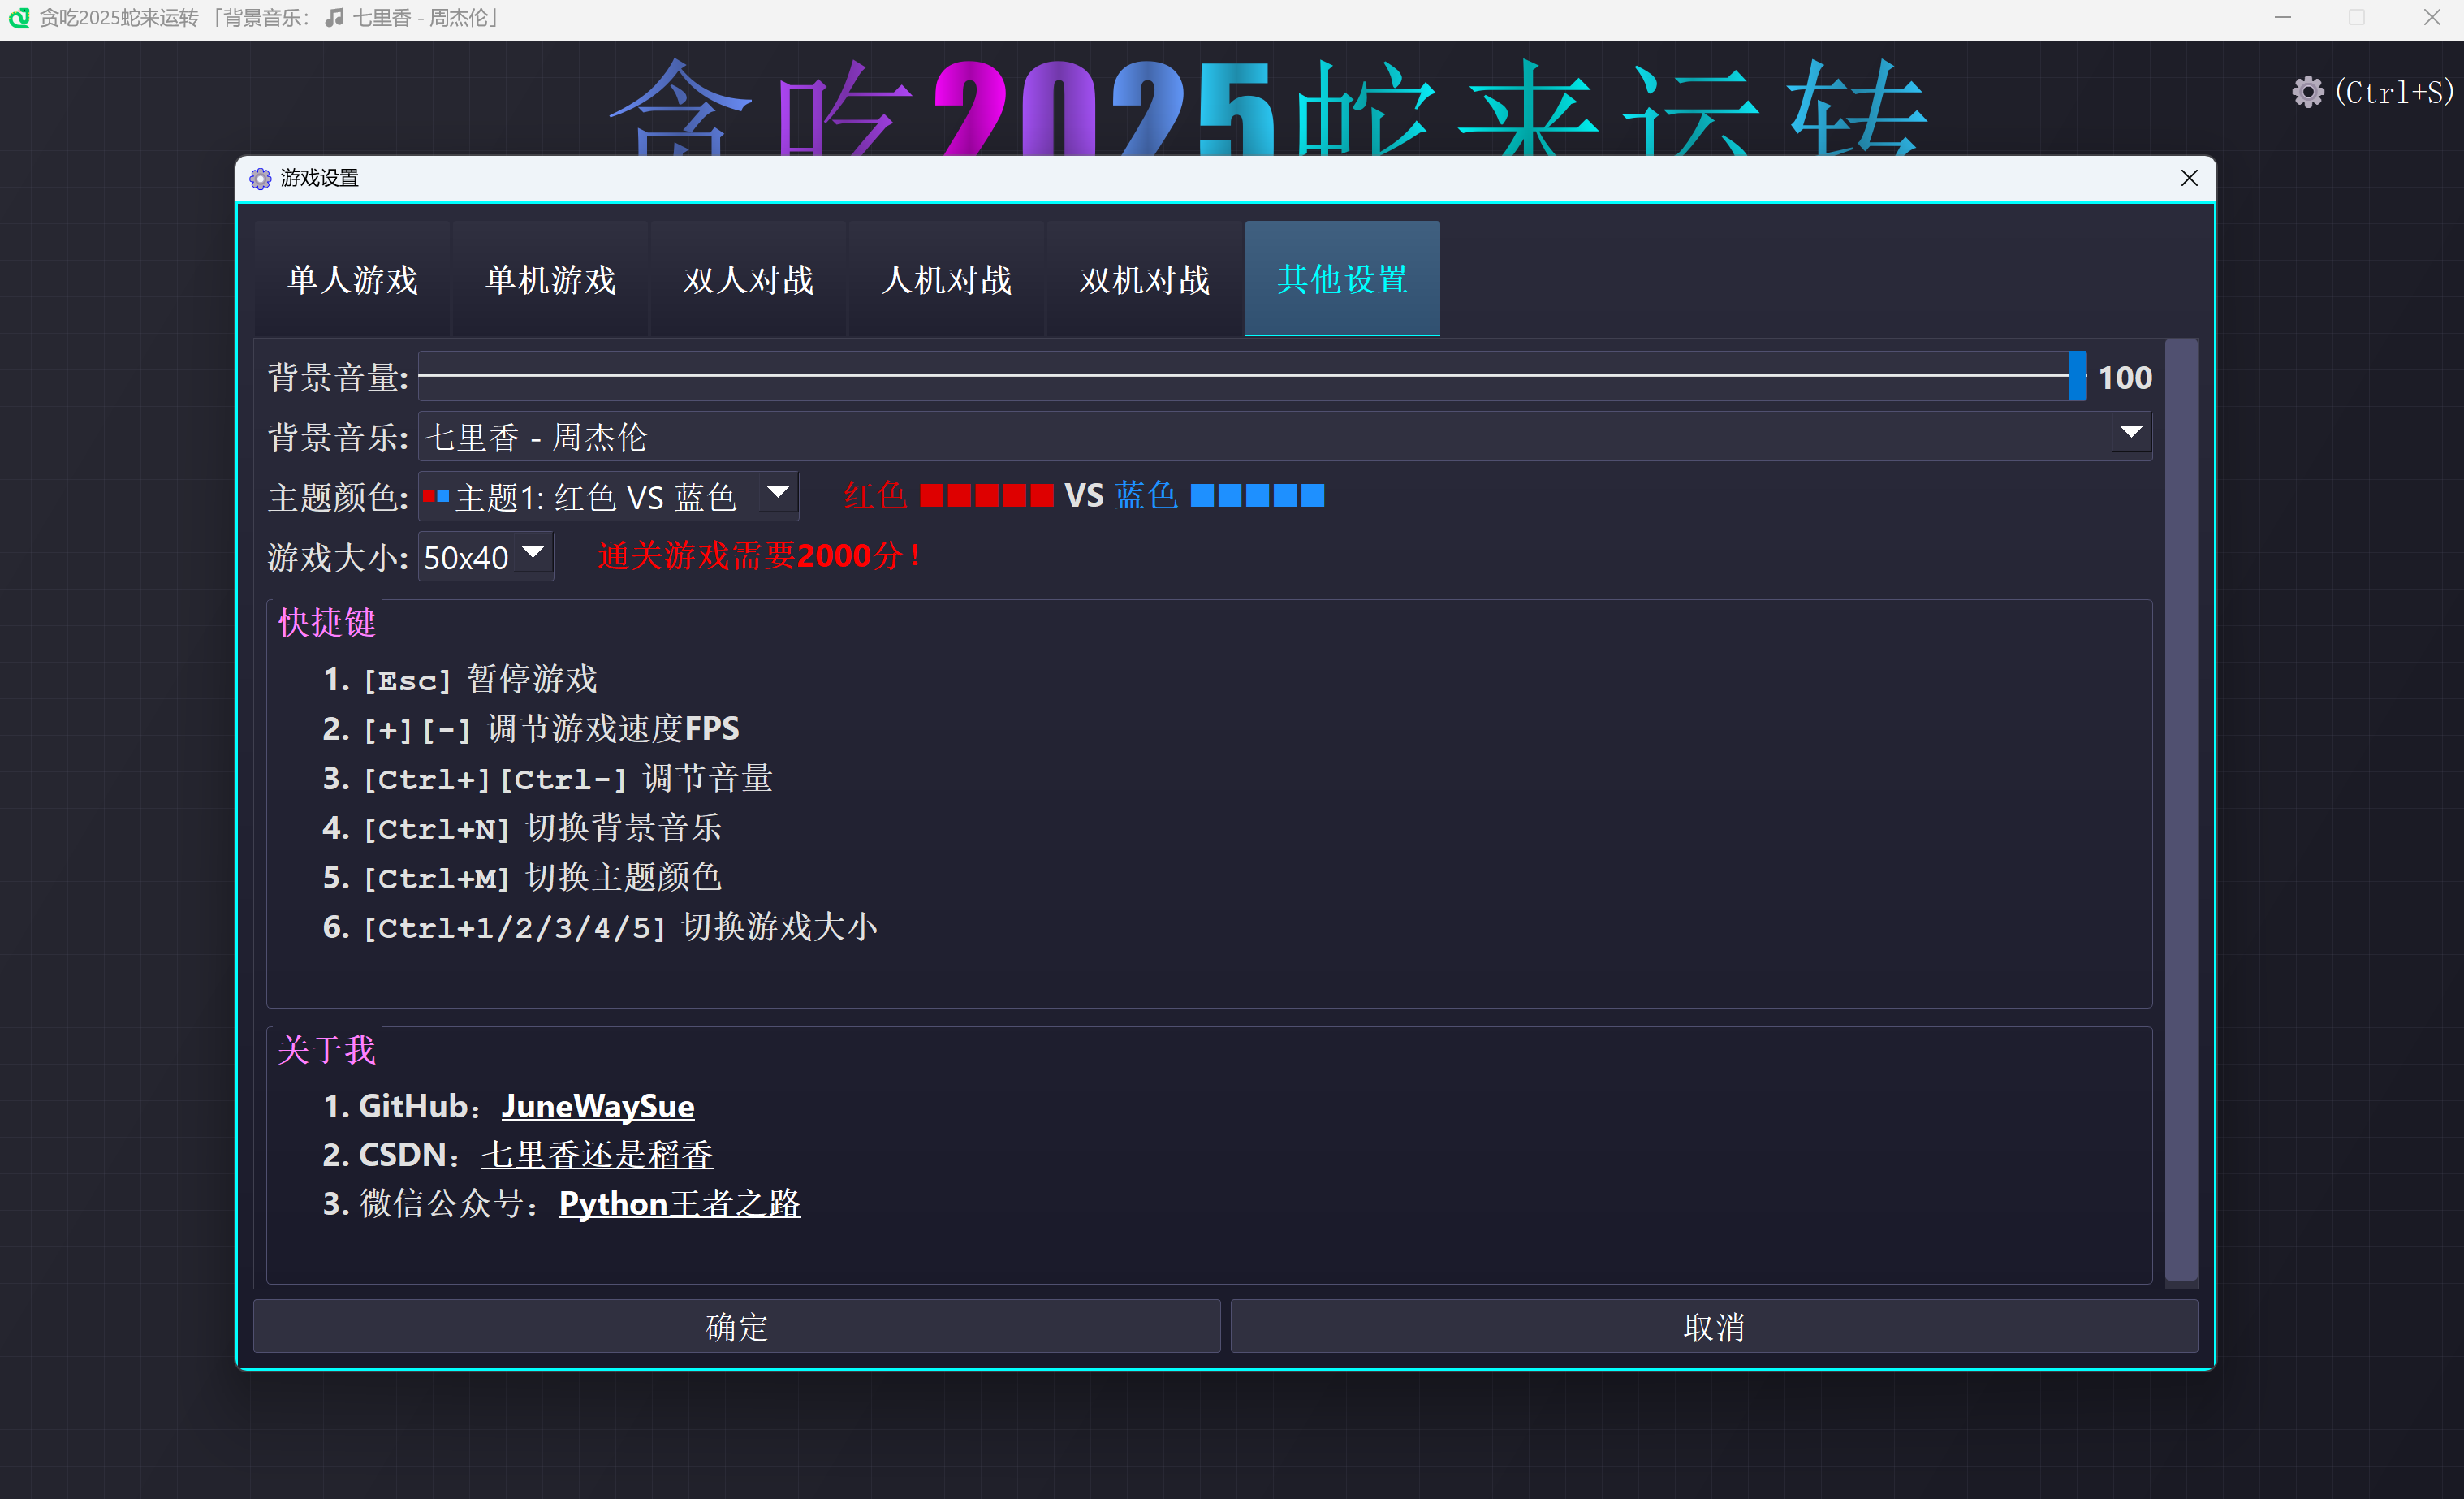 贪吃2025蛇来运转 「背景音乐: 🎵 七里香 - 周杰伦」
贪吃2025蛇来运转
(Ctrl+S)
游戏设置
单人游戏 单机游戏 双人对战 人机对战 双机对战 其他设置
背景音量: 100
背景音乐: 七里香 - 周杰伦
主题颜色: 主题1: 红色 VS 蓝色 红色 ■■■■■ VS 蓝色 ■■■■■
游戏大小: 50x40 通关游戏需要2000分!
快捷键
1. [Esc] 暂停游戏
2. [+][-] 调节游戏速度FPS
3. [Ctrl+][Ctrl-] 调节音量
4. [Ctrl+N] 切换背景音乐
5. [Ctrl+M] 切换主题颜色
6. [Ctrl+1/2/3/4/5] 切换游戏大小
关于我
1. GitHub: JuneWaySue
2. CSDN: 七里香还是稻香
3. 微信公众号: Python王者之路
确定 取消